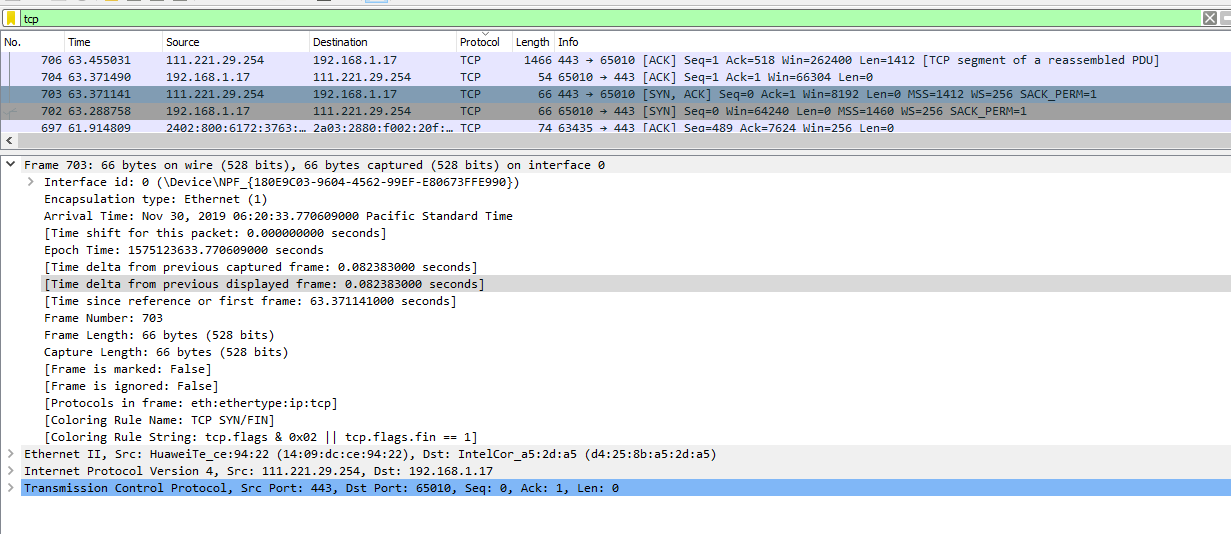 tcp
No. Time Source Destination Protocol Length Info
706 63.455031 111.221.29.254 192.168.1.17 TCP 1466 443 → 65010 [ACK] Seq=1 Ack=518 Win=262400 Len=1412 [TCP segment of a reassembled PDU]
704 63.371490 192.168.1.17 111.221.29.254 TCP 54 65010 → 443 [ACK] Seq=1 Ack=1 Win=66304 Len=0
703 63.371141 111.221.29.254 192.168.1.17 TCP 66 443 → 65010 [SYN, ACK] Seq=0 Ack=1 Win=8192 Len=0 MSS=1412 WS=256 SACK_PERM=1
702 63.288758 192.168.1.17 111.221.29.254 TCP 66 65010 → 443 [SYN] Seq=0 Win=64240 Len=0 MSS=1460 WS=256 SACK_PERM=1
697 61.914809 2402:800:6172:3763:… 2a03:2880:f002:20f:… TCP 74 63435 → 443 [ACK] Seq=489 Ack=7624 Win=256 Len=0
Frame 703: 66 bytes on wire (528 bits), 66 bytes captured (528 bits) on interface 0
Interface id: 0 (\Device\NPF_{180E9C03-9604-4562-99EF-E80673FFE990})
Encapsulation type: Ethernet (1)
Arrival Time: Nov 30, 2019 06:20:33.770609000 Pacific Standard Time
[Time shift for this packet: 0.000000000 seconds]
Epoch Time: 1575123633.770609000 seconds
[Time delta from previous captured frame: 0.082383000 seconds]
[Time delta from previous displayed frame: 0.082383000 seconds]
[Time since reference or first frame: 63.371141000 seconds]
Frame Number: 703
Frame Length: 66 bytes (528 bits)
Capture Length: 66 bytes (528 bits)
[Frame is marked: False]
[Frame is ignored: False]
[Protocols in frame: eth:ethertype:ip:tcp]
[Coloring Rule Name: TCP SYN/FIN]
[Coloring Rule String: tcp.flags & 0x02 || tcp.flags.fin == 1]
Ethernet II, Src: HuaweiTe_ce:94:22 (14:09:dc:ce:94:22), Dst: IntelCor_a5:2d:a5 (d4:25:8b:a5:2d:a5)
Internet Protocol Version 4, Src: 111.221.29.254, Dst: 192.168.1.17
Transmission Control Protocol, Src Port: 443, Dst Port: 65010, Seq: 0, Ack: 1, Len: 0